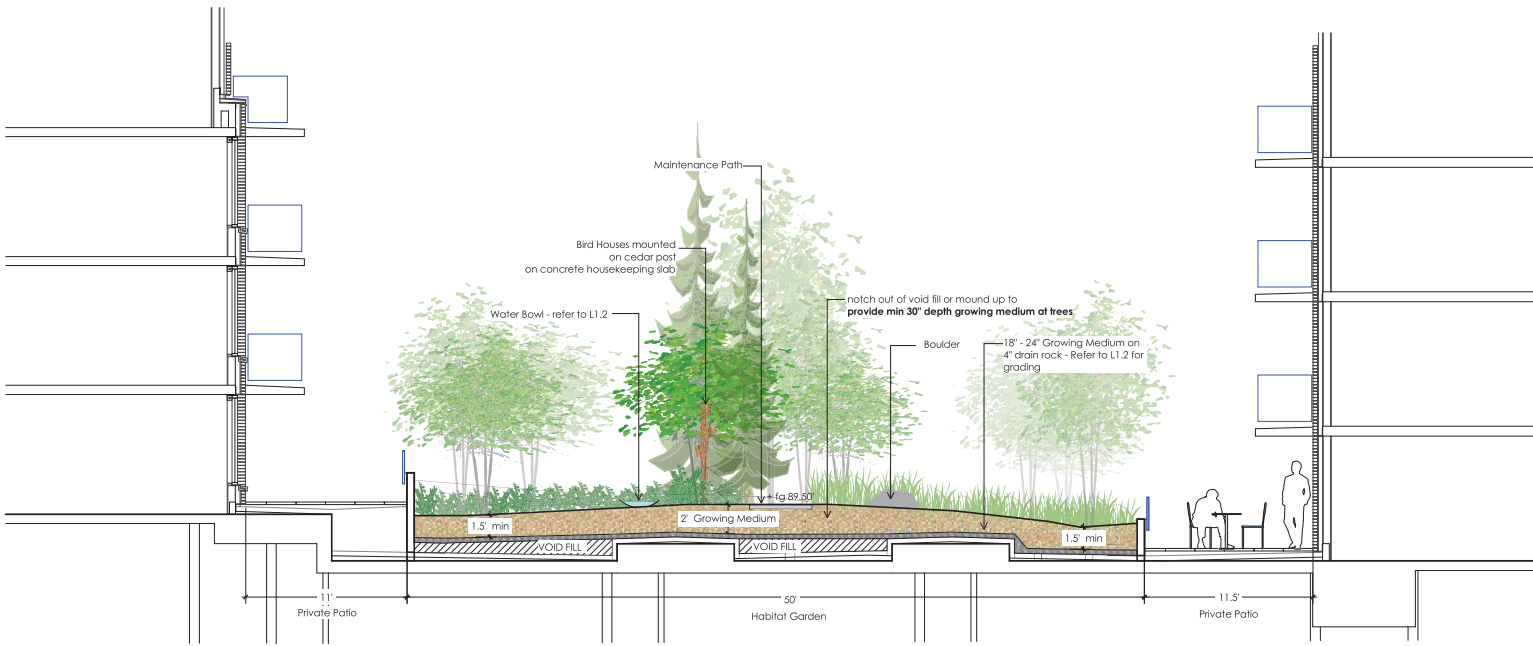 Maintenance Path
Bird Houses mounted
on cedar post
on concrete housekeeping slab
Water Bowl - refer to L1.2
notch out of void fill or mound up to
provide min 30" depth growing medium at trees
Boulder
18" - 24" Growing Medium on
4" drain rock - Refer to L1.2 for
grading
fg 89.50'
1.5' min
2' Growing Medium
1.5' min
VOID FILL
VOID FILL
11'
Private Patio
50'
Habitat Garden
11.5'
Private Patio